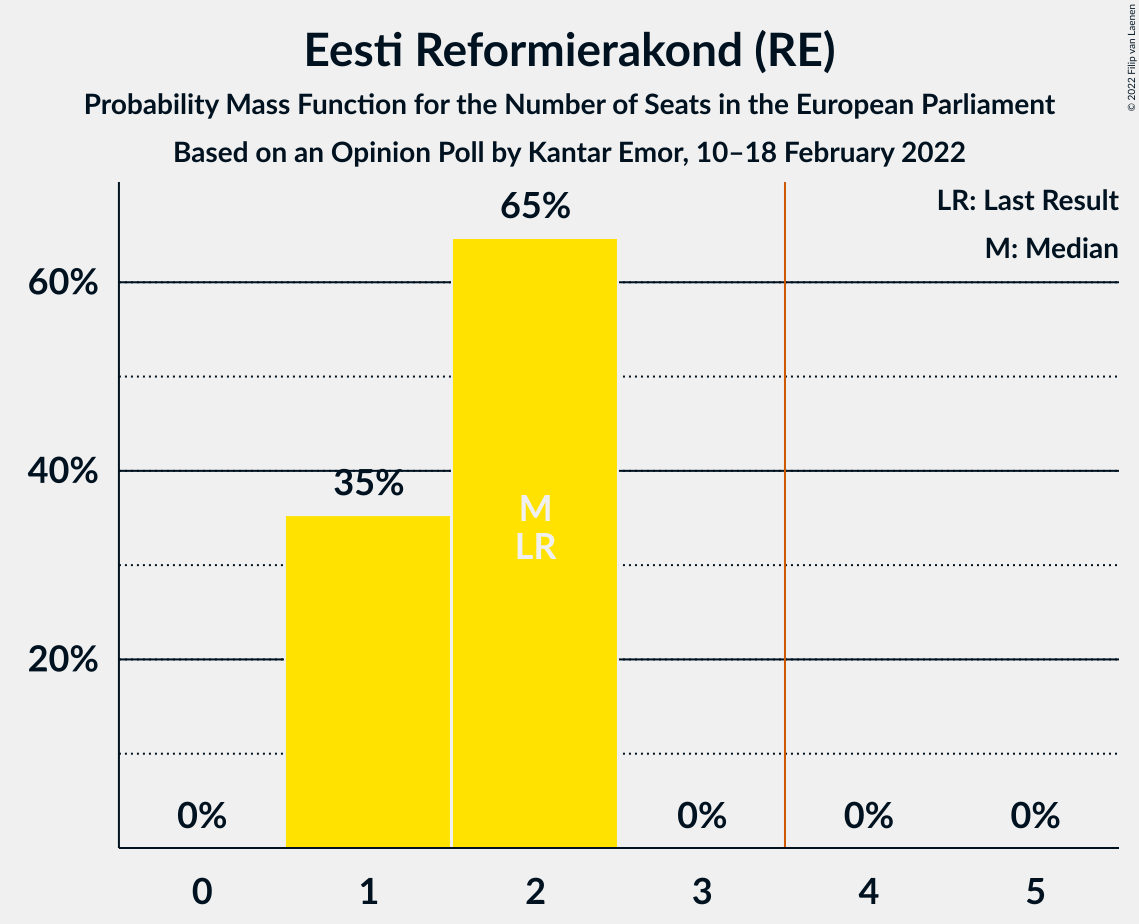 Eesti Reformierakond (RE)
Probability Mass Function for the Number of Seats in the European Parliament
Based on an Opinion Poll by Kantar Emor, 10–18 February 2022
© 2022 Filip van Laenen
LR: Last Result
M: Median
60%
40%
20%
0%
35%
65%
M
LR
0%
0%
0%
0
1
2
3
4
5